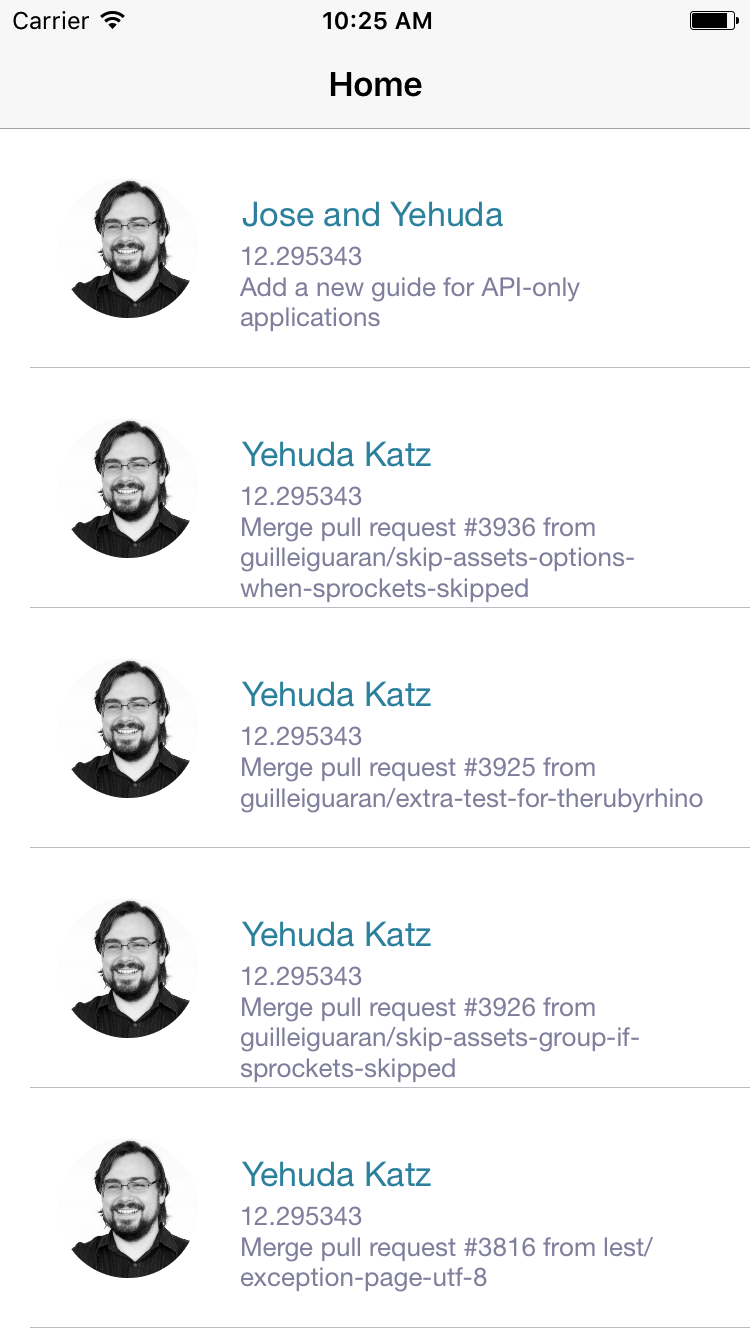 Carrier 10:25 AM
Home
Jose and Yehuda
12.295343
Add a new guide for API-only
applications
Yehuda Katz
12.295343
Merge pull request #3936 from
guilleiguaran/skip-assets-options-
when-sprockets-skipped
Yehuda Katz
12.295343
Merge pull request #3925 from
guilleiguaran/extra-test-for-therubyrhino
Yehuda Katz
12.295343
Merge pull request #3926 from
guilleiguaran/skip-assets-group-if-
sprockets-skipped
Yehuda Katz
12.295343
Merge pull request #3816 from lest/
exception-page-utf-8